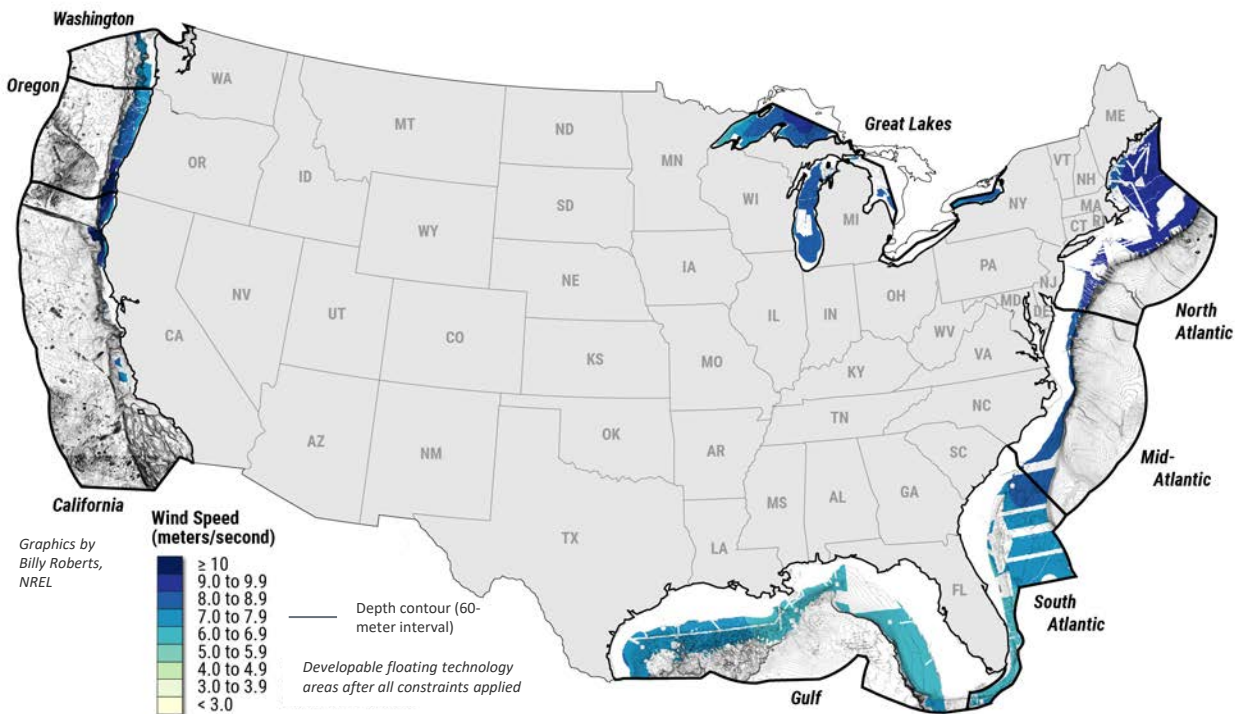 Washington
Oregon
WA
MT
ND
MN
Great Lakes
ME
VT
NH
OR
ID
SD
WI
MI
NY
MA
CT
RI
WY
IA
PA
NJ
NE
NV
UT
CO
IL
IN
OH
MD
DE
WV
VA
North
Atlantic
CA
KS
MO
KY
NC
TN
AZ
NM
OK
AR
SC
Mid-
Atlantic
MS
AL
GA
California
TX
LA
FL
South
Atlantic
Gulf
Graphics by
Billy Roberts,
NREL
Wind Speed
(meters/second)
≥ 10
9.0 to 9.9
8.0 to 8.9
7.0 to 7.9
6.0 to 6.9
5.0 to 5.9
4.0 to 4.9
3.0 to 3.9
< 3.0
Depth contour (60-
meter interval)
Developable floating technology
areas after all constraints applied